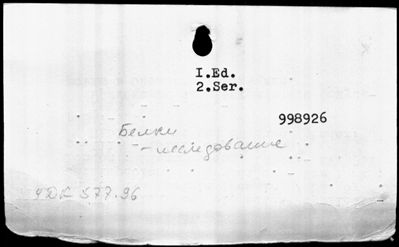 I.Ed.
2.Ser.
998926
Белки
- исследование
УДК 577.96